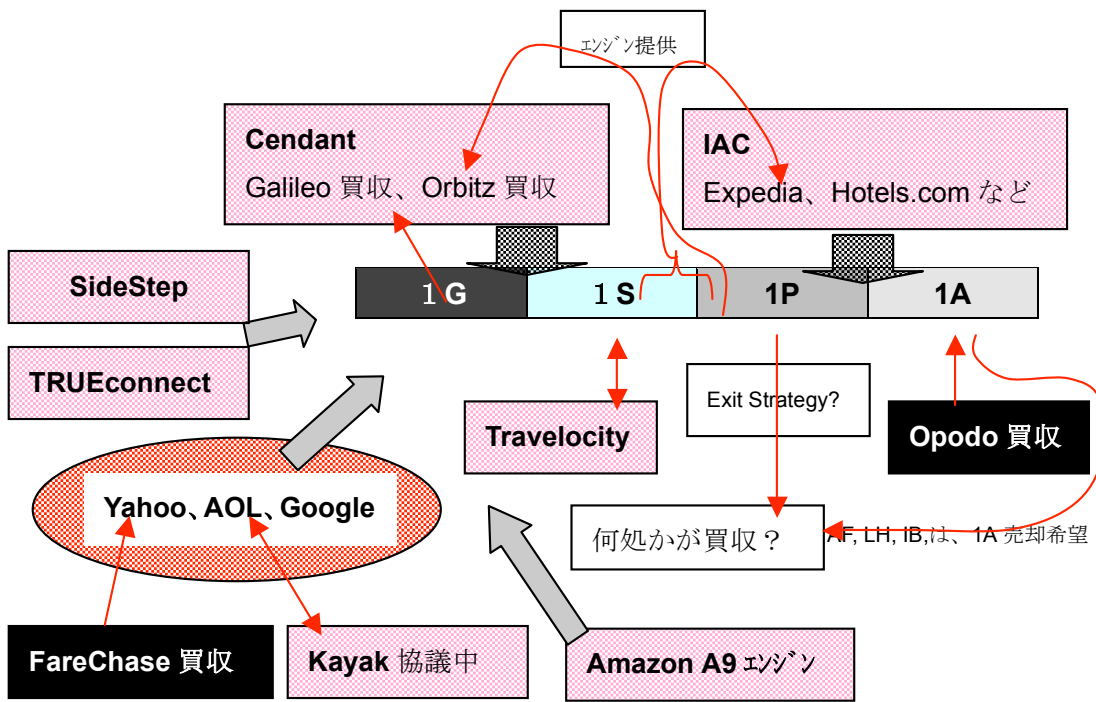 ｴﾝｼﾞﾝ提供
Cendant
Galileo 買収、Orbitz 買収
IAC
Expedia、Hotels.com など
SideStep
１G
１S
1P
1A
TRUEconnect
Travelocity
Exit Strategy?
Opodo 買収
Yahoo、AOL、Google
何処かが買収？
AF, LH, IB,は、1A 売却希望
FareChase 買収
Kayak 協議中
Amazon A9 ｴﾝｼﾞﾝ